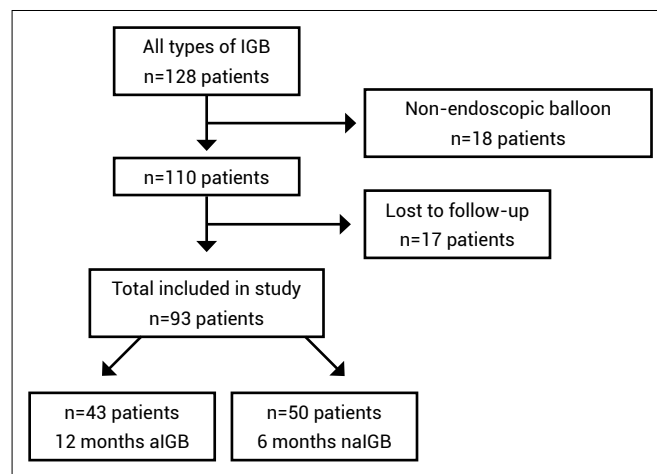 All types of IGB
n=128 patients
Non-endoscopic balloon
n=18 patients
n=110 patients
Lost to follow-up
n=17 patients
Total included in study
n=93 patients
n=43 patients
12 months aIGB
n=50 patients
6 months naIGB